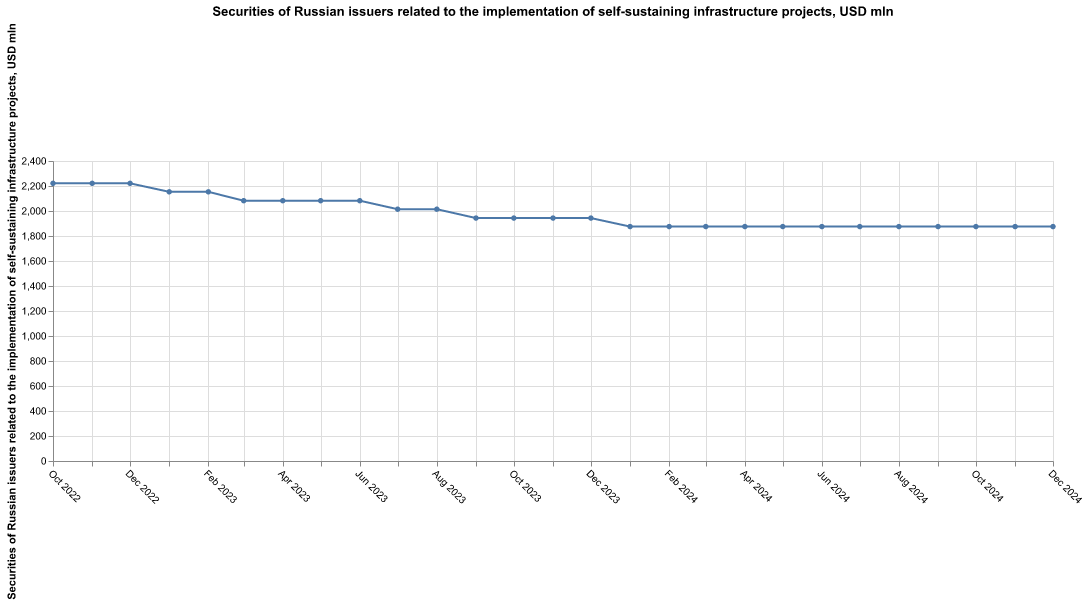 Securities of Russian issuers related to the implementation of self-sustaining infrastructure projects, USD mln
Securities of Russian issuers related to the implementation of self-sustaining infrastructure projects, USD mln
2,400
2,200
2,000
1,800
1,600
1,400
1,200
1,000
800
600
400
200
0
Oct 2022
Dec 2022
Feb 2023
Apr 2023
Jun 2023
Aug 2023
Oct 2023
Dec 2023
Feb 2024
Apr 2024
Jun 2024
Aug 2024
Oct 2024
Dec 2024